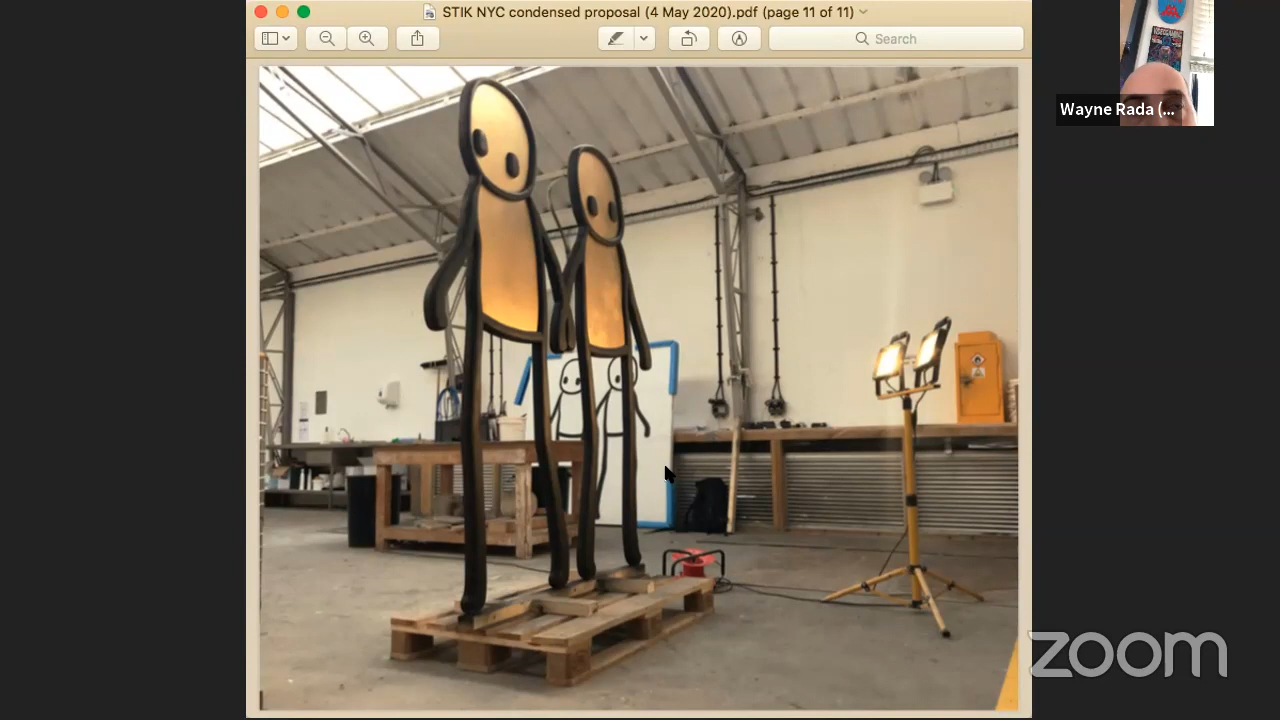 STIK NYC condensed proposal (4 May 2020).pdf (page 11 of 11)
Search
Wayne Rada (...
zoom